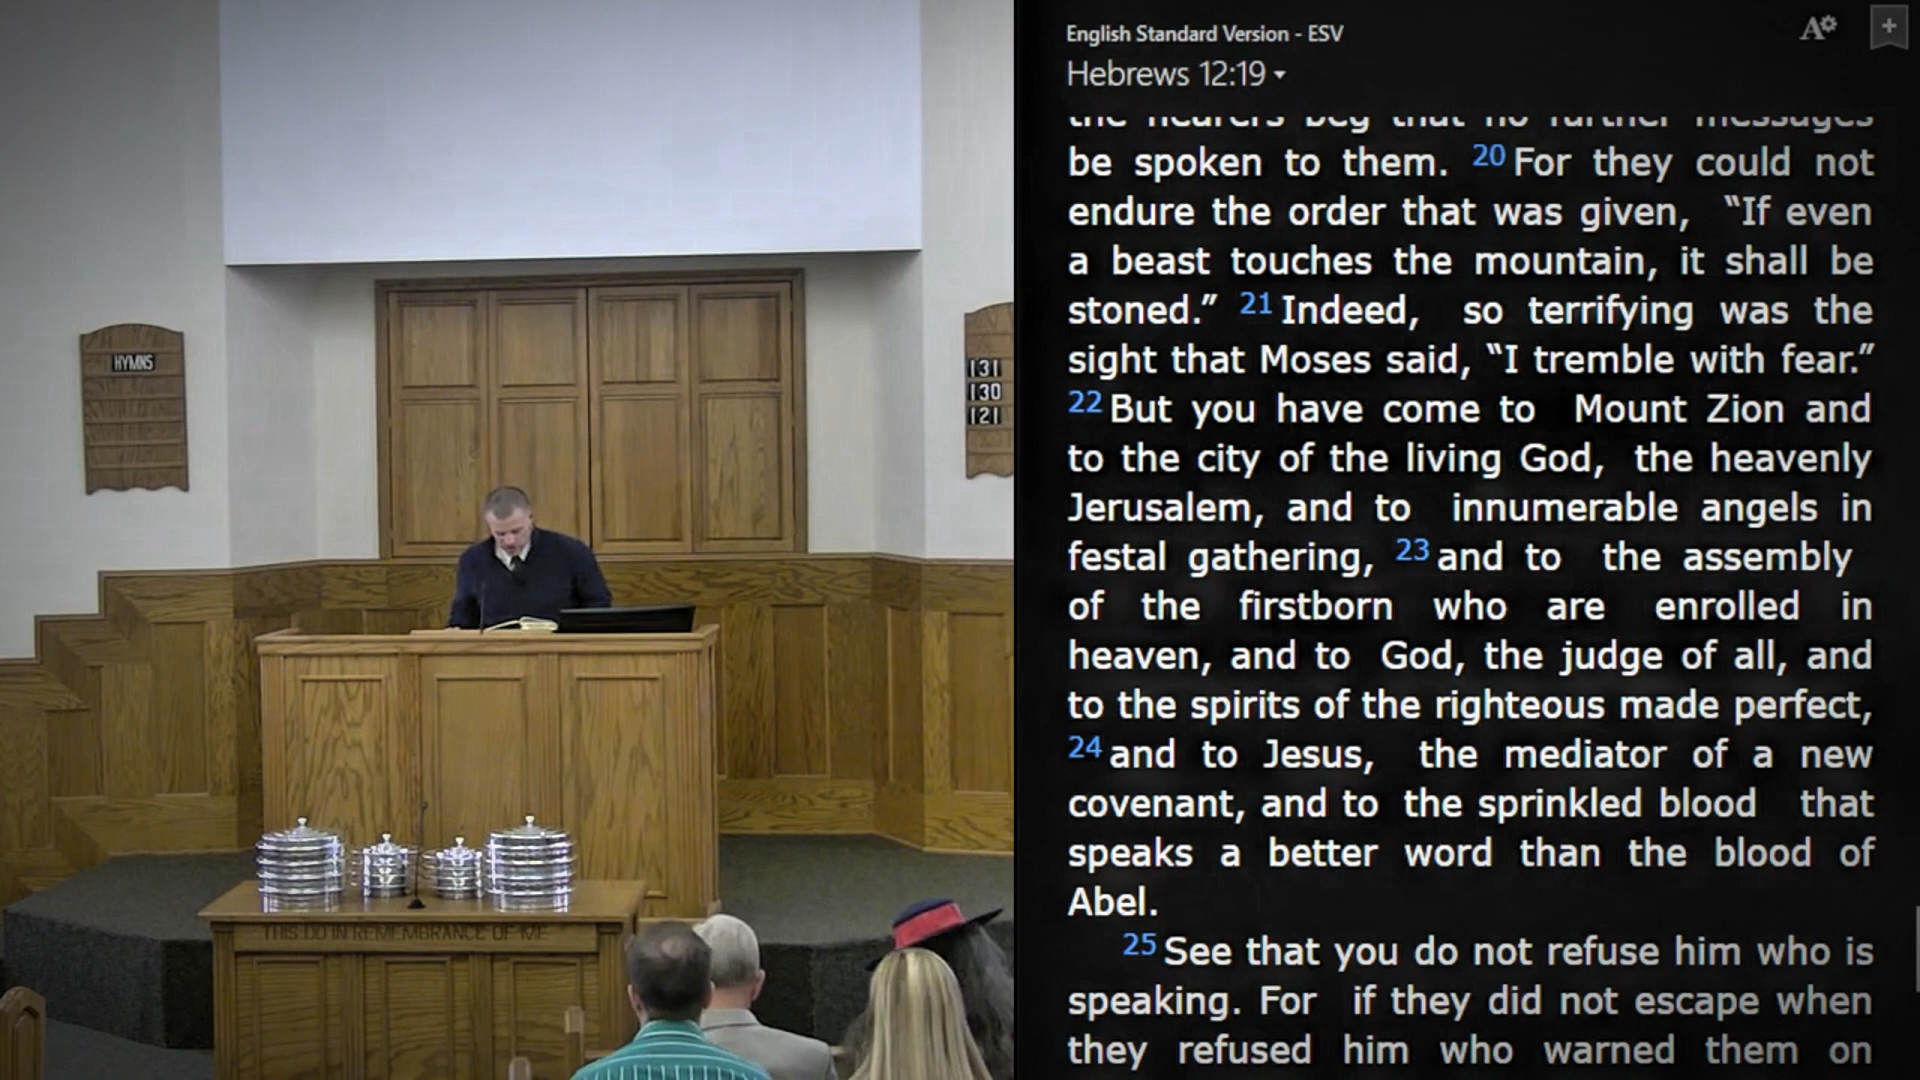 HYMNS
131
130
121
THIS DO IN REMEMBRANCE OF ME
English Standard Version - ESV
Hebrews 12:19
the hearers beg that no further messages
be spoken to them. 20 For they could not
endure the order that was given, “If even
a beast touches the mountain, it shall be
stoned.” 21 Indeed, so terrifying was the
sight that Moses said, “I tremble with fear.”
22 But you have come to Mount Zion and
to the city of the living God, the heavenly
Jerusalem, and to innumerable angels in
festal gathering, 23 and to the assembly
of the firstborn who are enrolled in
heaven, and to God, the judge of all, and
to the spirits of the righteous made perfect,
24 and to Jesus, the mediator of a new
covenant, and to the sprinkled blood that
speaks a better word than the blood of
Abel.
25 See that you do not refuse him who is
speaking. For if they did not escape when
they refused him who warned them on